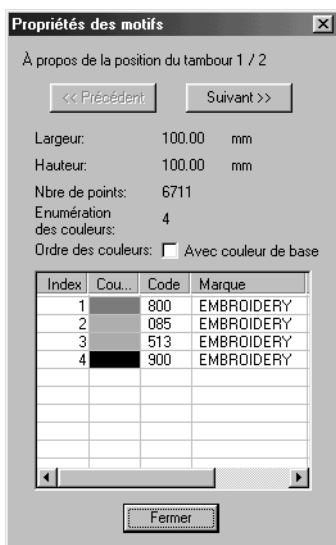 Propriétés des motifs
À propos de la position du tambour 1 / 2
<< Précédent Suivant >>
Largeur: 100.00 mm
Hauteur: 100.00 mm
Nbre de points: 6711
Enumération
des couleurs: 4
Ordre des couleurs: Avec couleur de base
Index Cou... Code Marque
1 800 EMBROIDERY
2 085 EMBROIDERY
3 513 EMBROIDERY
4 900 EMBROIDERY
Fermer